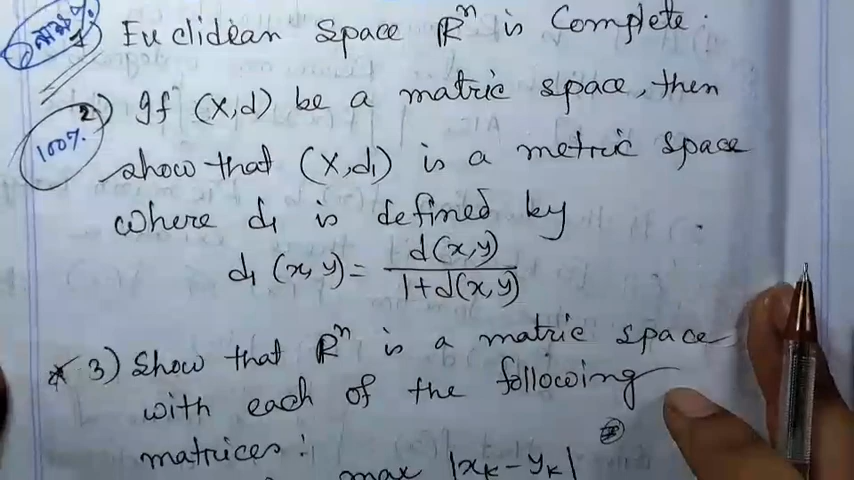 1) Euclidean Space ℝⁿ is Complete.
100%.
2) If (X,d) be a matric space, then
show that (X,d₁) is a metric space
where d₁ is defined by
d₁ (x, y) = d(x,y) / 1+d(x,y)
* 3) Show that ℝⁿ is a matric space
with each of the following
matrices:
max |xₖ-yₖ|